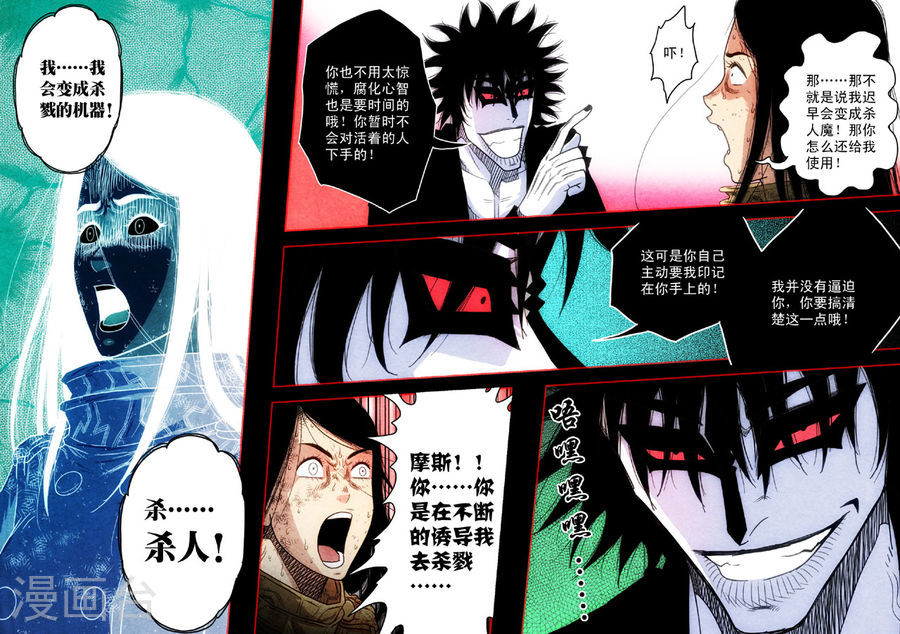 吓！
那……那不
就是说我迟
早会变成杀
人魔！那你
怎么还给我
使用！
你也不用太惊
慌，腐化心智
也是要时间的
哦！你暂时不
会对活着的人
下手的！
这可是你自己
主动要我印记
在你手上的！
我并没有逼迫
你，你要搞清
楚这一点哦！
唔嘿嘿嘿……
摩斯！！
你……你
是在不断
的诱导我
去杀戮
……
我……我
会变成杀
戮的机器！
杀……
杀人！
漫画台